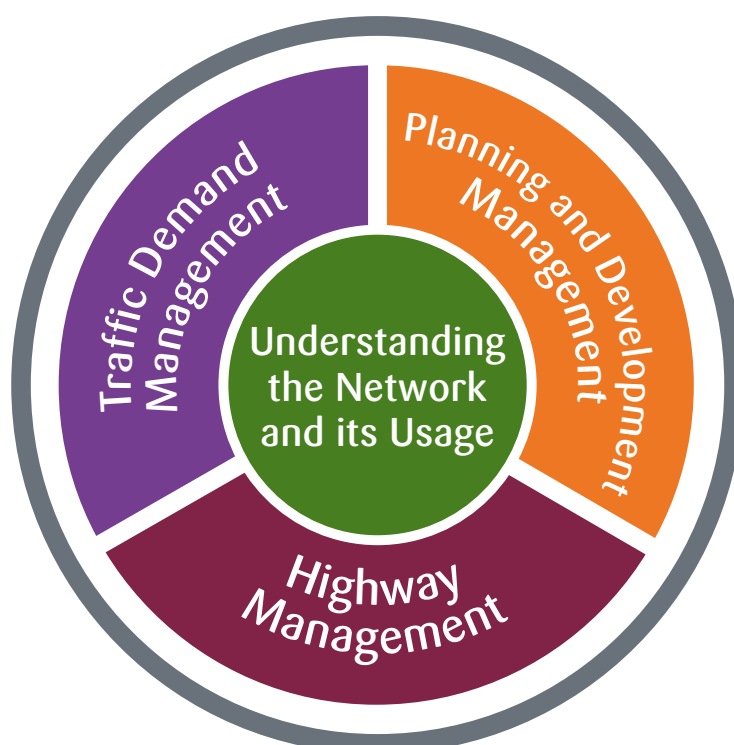 Traffic Demand
Management
Planning and Development
Management
Understanding
the Network
and its Usage
Highway
Management